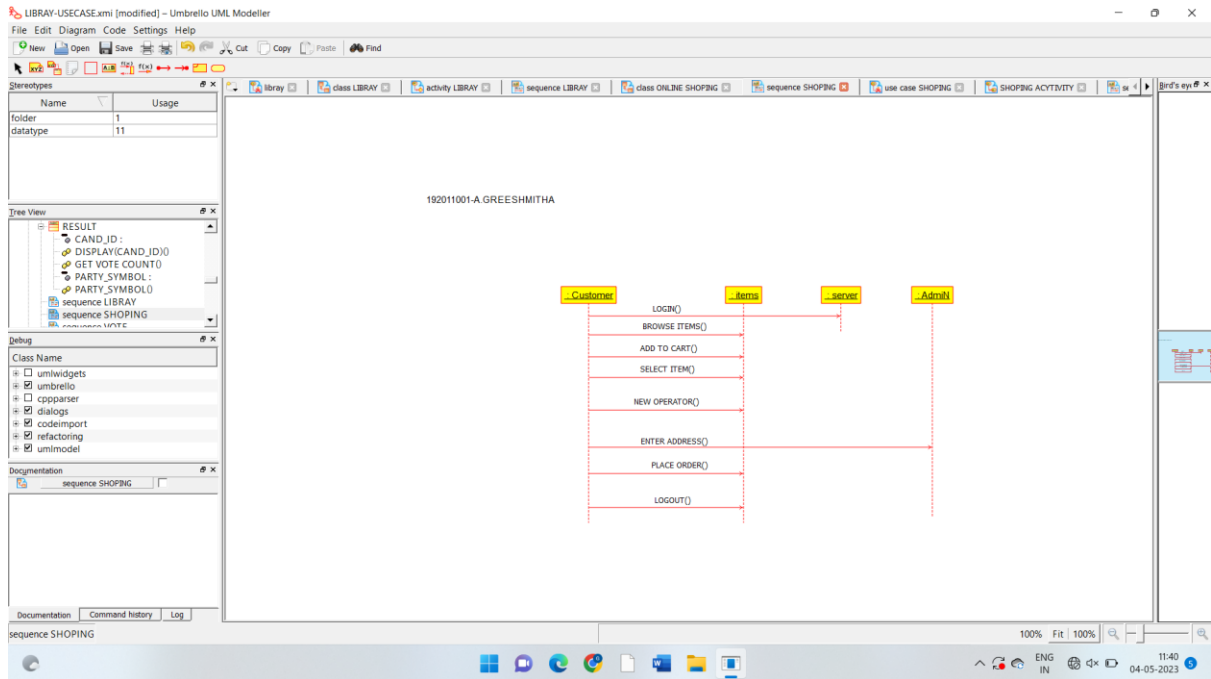 LIBRAY-USECASE.xmi [modified] – Umbrello UML Modeller
File Edit Diagram Code Settings Help
New Open Save Cut Copy Paste Find
Stereotypes
Name Usage
folder 1
datatype 11
libray class LIBRAY activity LIBRAY sequence LIBRAY class ONLINE SHOPING sequence SHOPING use case SHOPING SHOPING ACYTIVITY
Bird's eye
Tree View
RESULT
CAND_ID :
DISPLAY(CAND_ID)()
GET VOTE COUNT()
PARTY_SYMBOL :
PARTY_SYMBOL()
sequence LIBRAY
sequence SHOPING
sequence VOTE
Debug
Class Name
umlwidgets
umbrello
cppparser
dialogs
codeimport
refactoring
umlmodel
Documentation
sequence SHOPING
Documentation Command history Log
192011001-A.GREESHMITHA
: Customer : items : server : AdmiN
LOGIN()
BROWSE ITEMS()
ADD TO CART()
SELECT ITEM()
NEW OPERATOR()
ENTER ADDRESS()
PLACE ORDER()
LOGOUT()
sequence SHOPING 100% Fit 100%
ENG
IN
11:40
04-05-2023
5